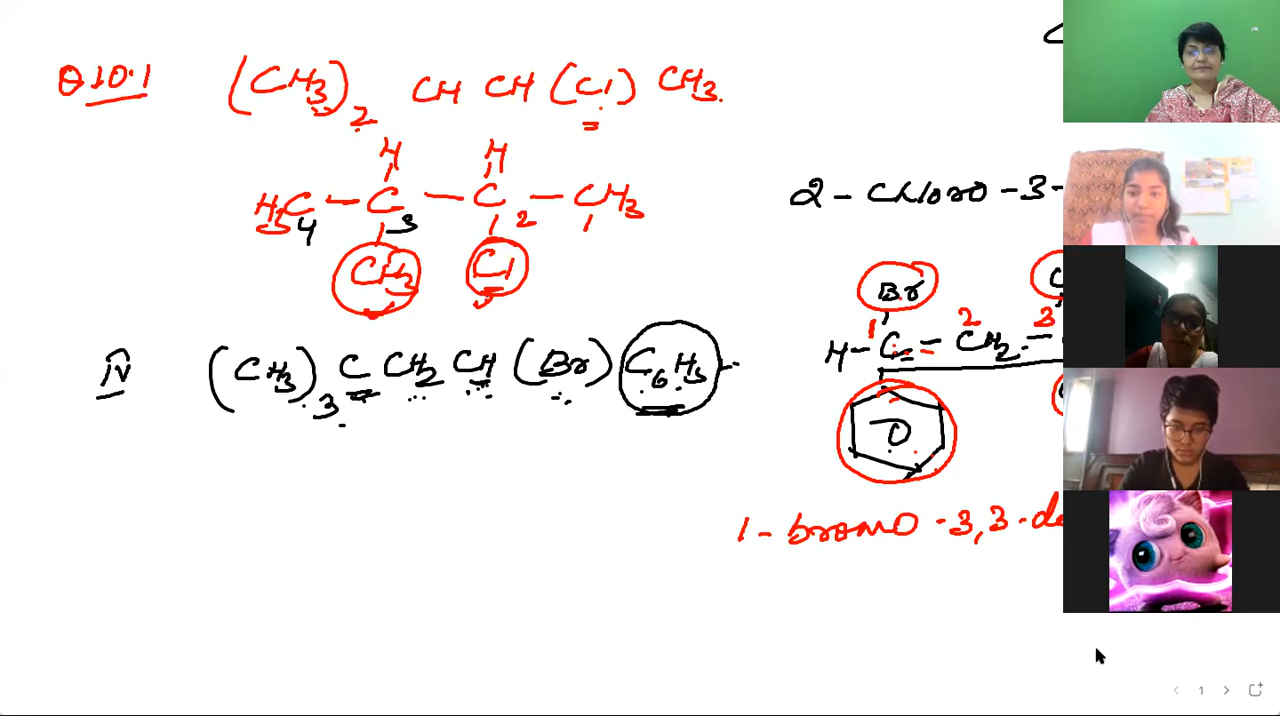 Q10.1 (CH3)2 CH CH (Cl) CH3.
H H
H3C - C - C - CH3
4 3 2 1
CH3 Cl
iv (CH3)3 C CH2 CH (Br) C6H5
2 - Chloro - 3 -
Br
1 2 3
H - C - CH2 -
1 - bromo - 3,3 - d
1